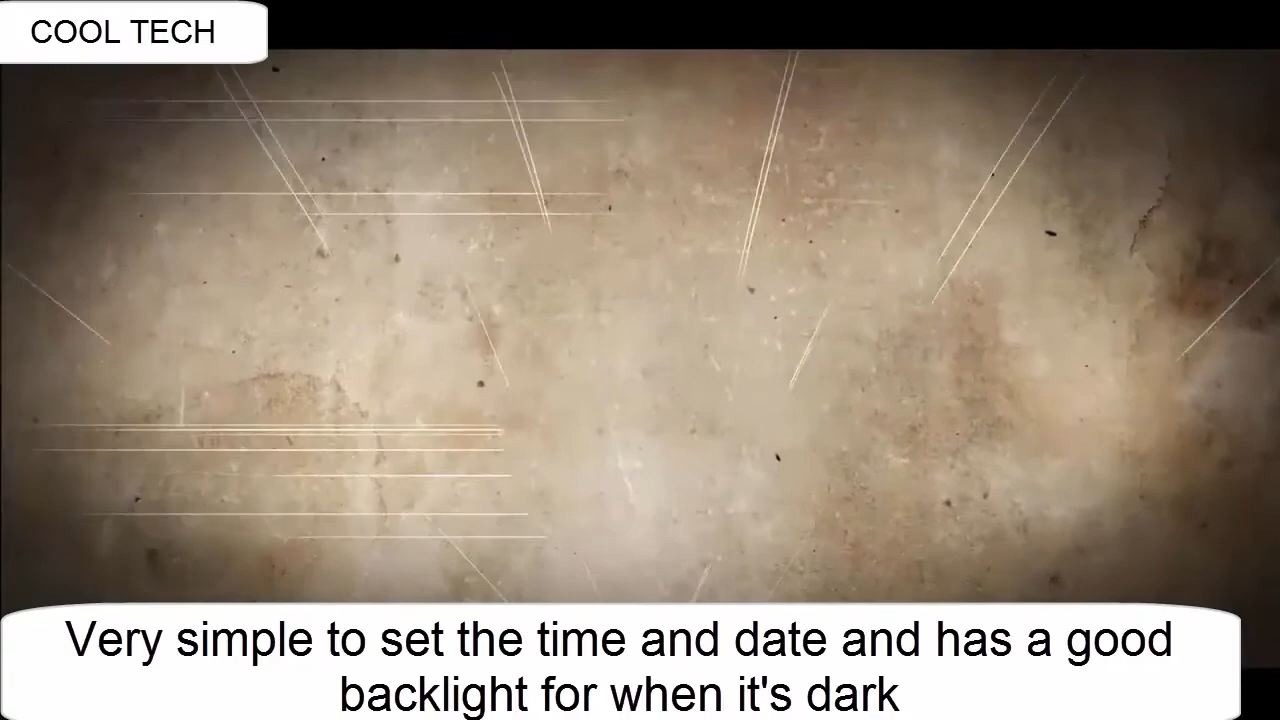 COOL TECH
Very simple to set the time and date and has a good
backlight for when it's dark